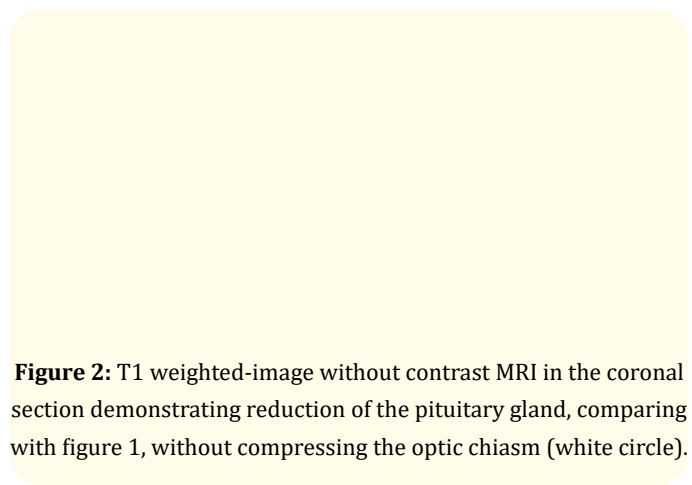 Figure 2: T1 weighted-image without contrast MRI in the coronal
section demonstrating reduction of the pituitary gland, comparing
with figure 1, without compressing the optic chiasm (white circle).